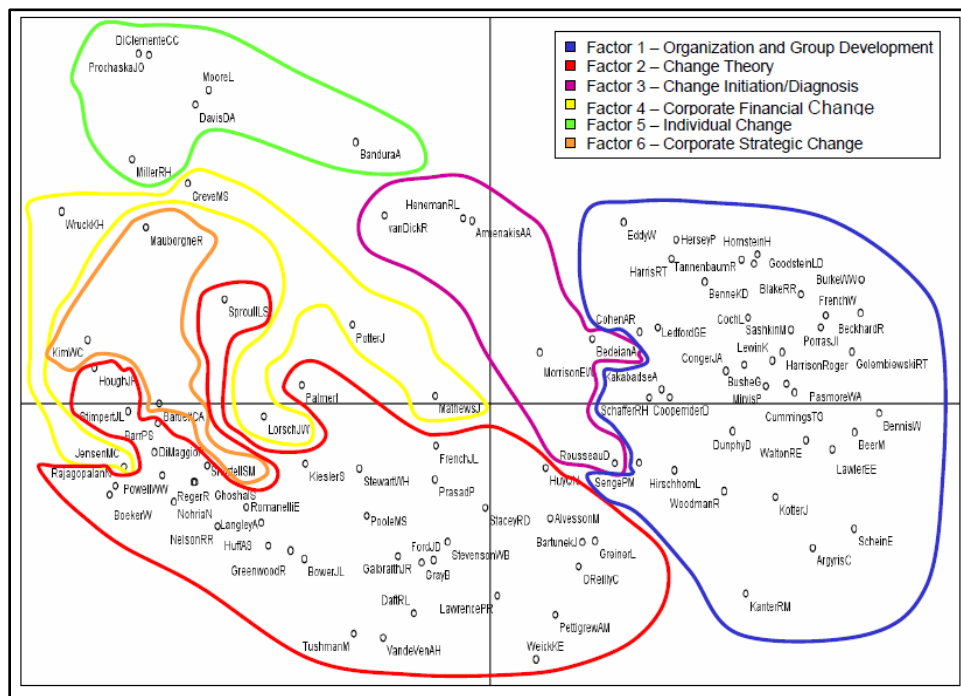 DiClementeCC
ProchaskaJO
MooreL
DavisDA
BanduraA
MillerRH
Factor 1 – Organization and Group Development
Factor 2 – Change Theory
Factor 3 – Change Initiation/Diagnosis
Factor 4 – Corporate Financial Change
Factor 5 – Individual Change
Factor 6 – Corporate Strategic Change
GreveMS
WruckKH
MauborgneR
HenemanRL
vanDickR
ArmenakisAA
EddyW
HerseyP
HornsteinH
HarrisRT
TannenbaumR
GoodsteinLD
BenneKD
BlakeRR
BurkeWW
FrenchW
SproullLS
PotterJ
CohenAR
LedfordGE
CochL
SashkinM
PorrasJI
BeckhardR
KimWC
BedeianA
CongerJA
LewinK
HarrisonRoger
GolembiewskiRT
MorrisonEW
KakabadseA
BusheG
HoughJR
PalmerI
MathewsJ
SchafferRH
CooperriderD
MirvisP
PasmoreWA
StimpertJL
BartlettCA
LorschJW
CummingsTG
BennisW
BarrPS
DunphyD
WaltonRE
BeerM
JensenMC
DiMaggio
FrenchJL
RousseauD
LawlerEE
RajagopalanN
ShortellSM
KieslerS
StewartWH
HuyQN
SengePM
HirschhornL
PowellWW
RegerR
GhoshalS
PrasadP
WoodmanR
BoekerW
NohriaN
RomanelliE
KotterJ
NelsonRR
LangleyA
PooleMS
StaceyRD
AlvessonM
ScheinE
HuffAS
FordJD
StevensonWB
BartunekJ
GreinerL
ArgyrisC
GreenwoodR
BowerJL
GalbraithJR
GrayB
OReillyC
DaftRL
LawrencePR
KanterRM
PettigrewAM
TushmanM
VandeVenAH
WeickKE